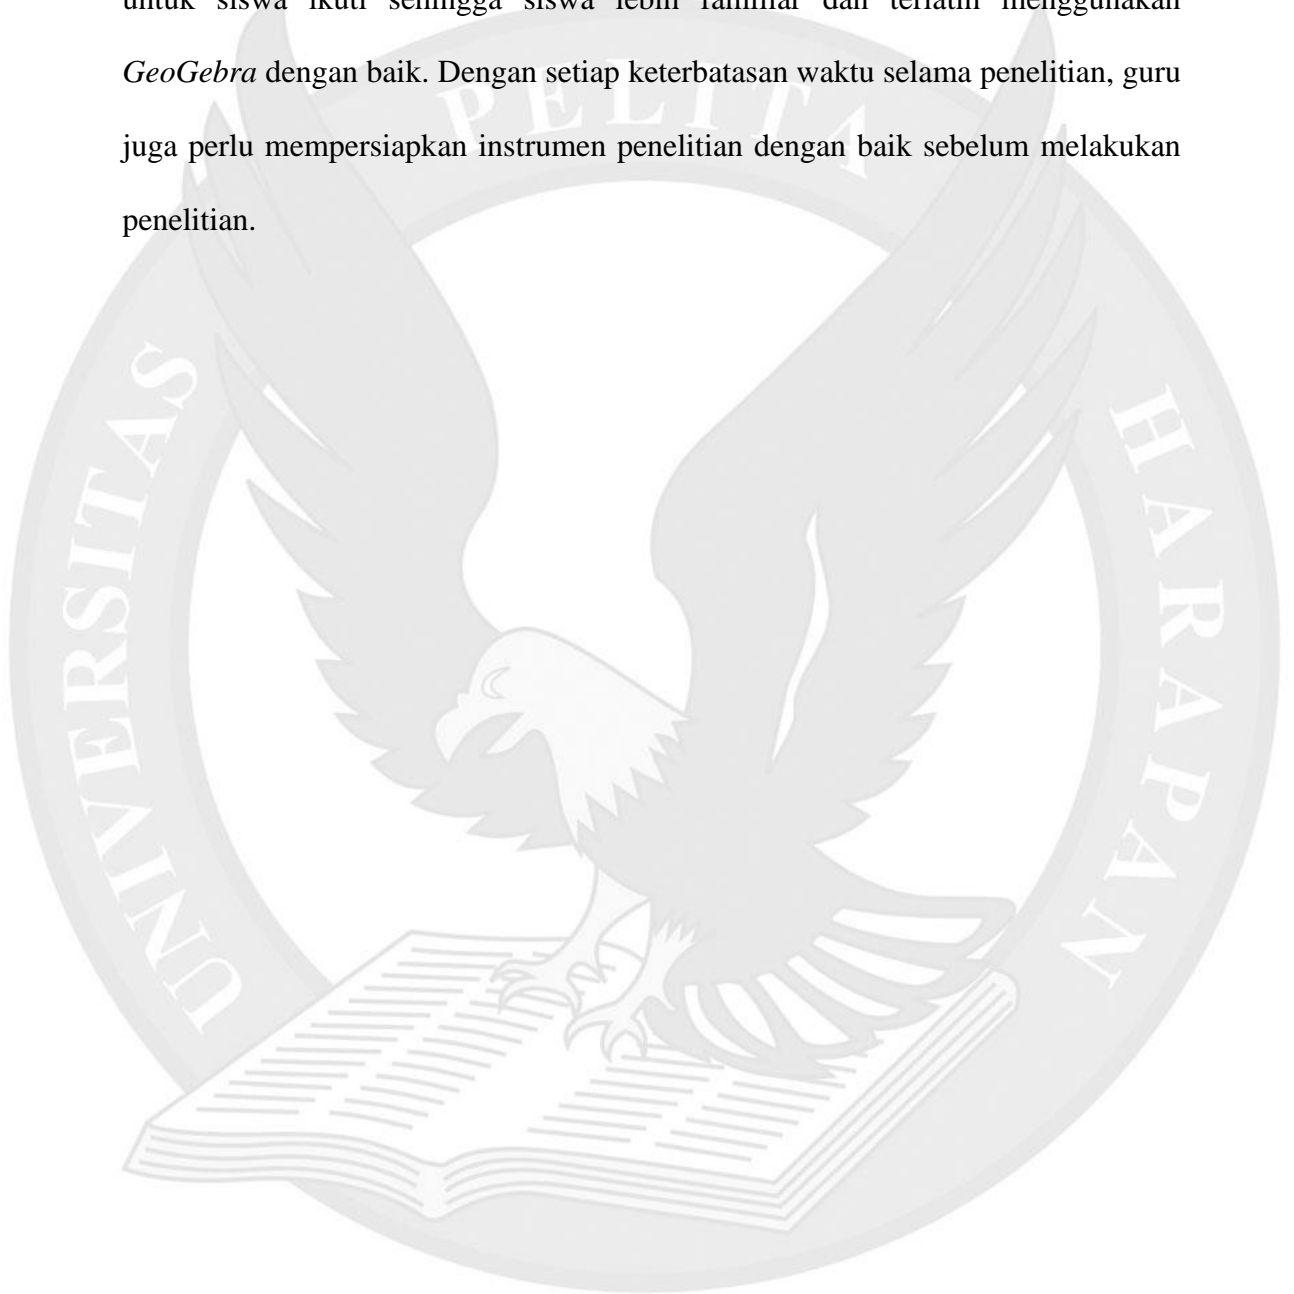 untuk siswa ikuti sehingga siswa lebih familiar dan terlatih menggunakan
GeoGebra dengan baik. Dengan setiap keterbatasan waktu selama penelitian, guru
juga perlu mempersiapkan instrumen penelitian dengan baik sebelum melakukan
penelitian.
UNIVERSITAS
PELITA
HARAPAN